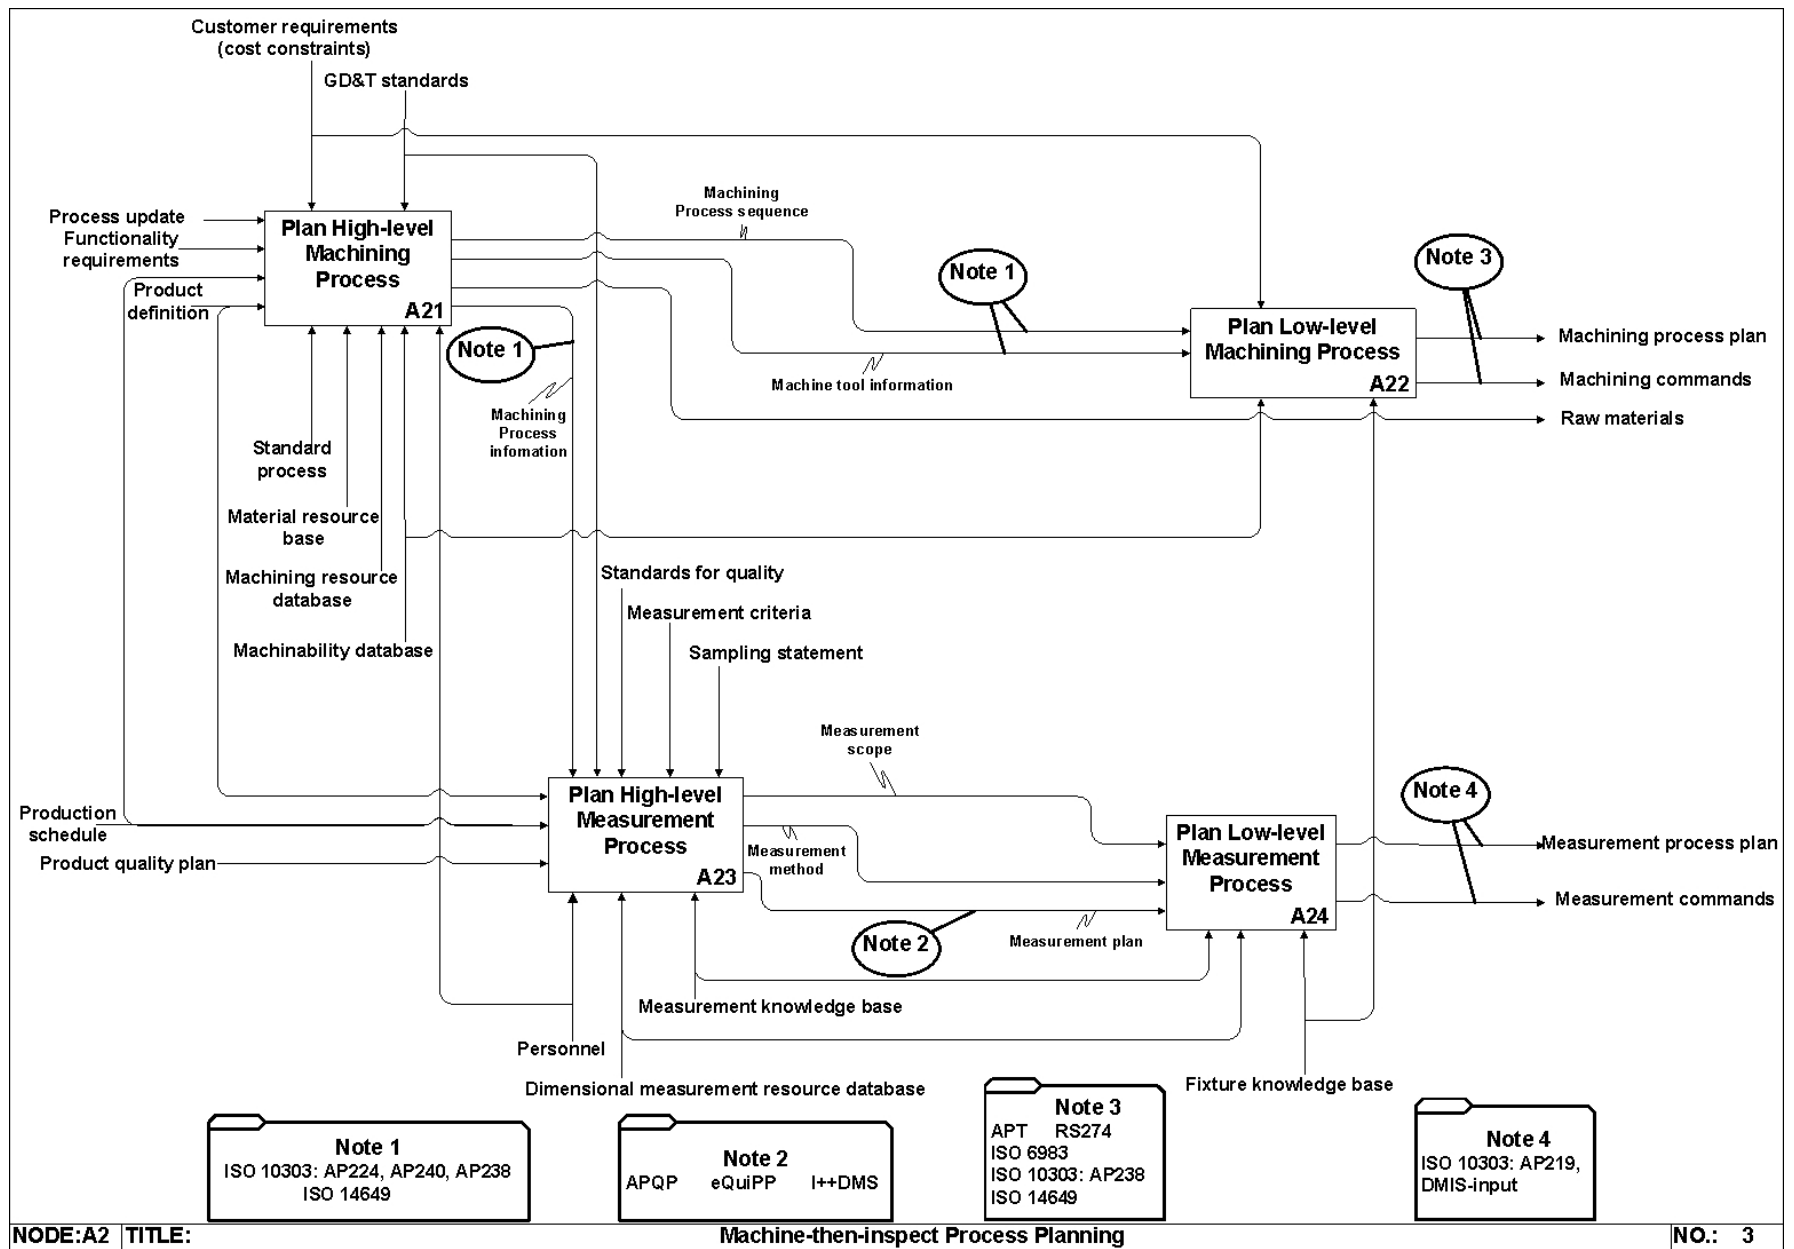 Customer requirements
(cost constraints)
GD&T standards
Machining
Process sequence
Process update
Functionality
requirements
Product
definition
Plan High-level
Machining
Process
A21
Note 1
Note 1
Note 3
Plan Low-level
Machining Process
A22
Machining process plan
Machining commands
Raw materials
Machine tool information
Machining
Process
infomation
Standard
process
Material resource
base
Machining resource
database
Machinability database
Standards for quality
Measurement criteria
Sampling statement
Measurement
scope
Production
schedule
Product quality plan
Plan High-level
Measurement
Process
A23
Measurement
method
Note 2
Measurement plan
Plan Low-level
Measurement
Process
A24
Note 4
Measurement process plan
Measurement commands
Measurement knowledge base
Personnel
Dimensional measurement resource database
Fixture knowledge base
Note 1
ISO 10303: AP224, AP240, AP238
ISO 14649
Note 2
APQP eQuiPP I++DMS
Note 3
APT RS274
ISO 6983
ISO 10303: AP238
ISO 14649
Note 4
ISO 10303: AP219,
DMIS-input
NODE:A2 TITLE: Machine-then-inspect Process Planning NO.: 3